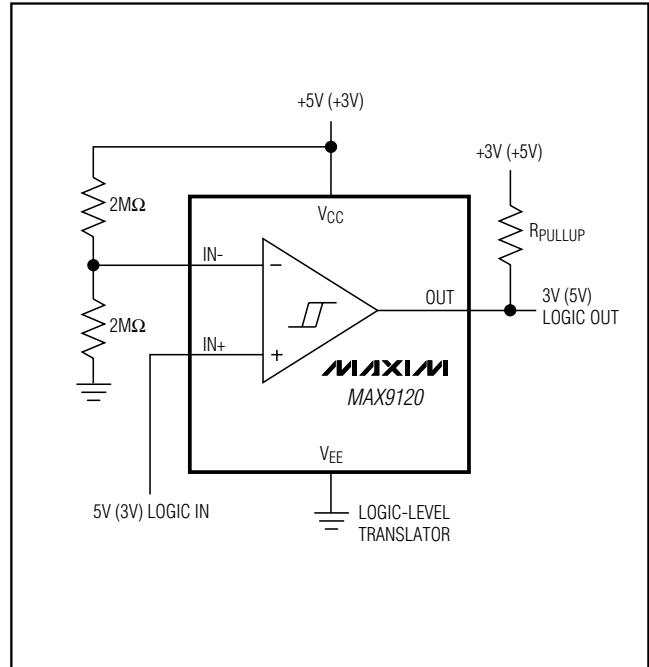 +5V (+3V)
+3V (+5V)
2MΩ
VCC
RPULLUP
IN-
−
OUT
3V (5V)
LOGIC OUT
2MΩ
IN+
+
MAXIM
MAX9120
VEE
5V (3V) LOGIC IN
LOGIC-LEVEL
TRANSLATOR